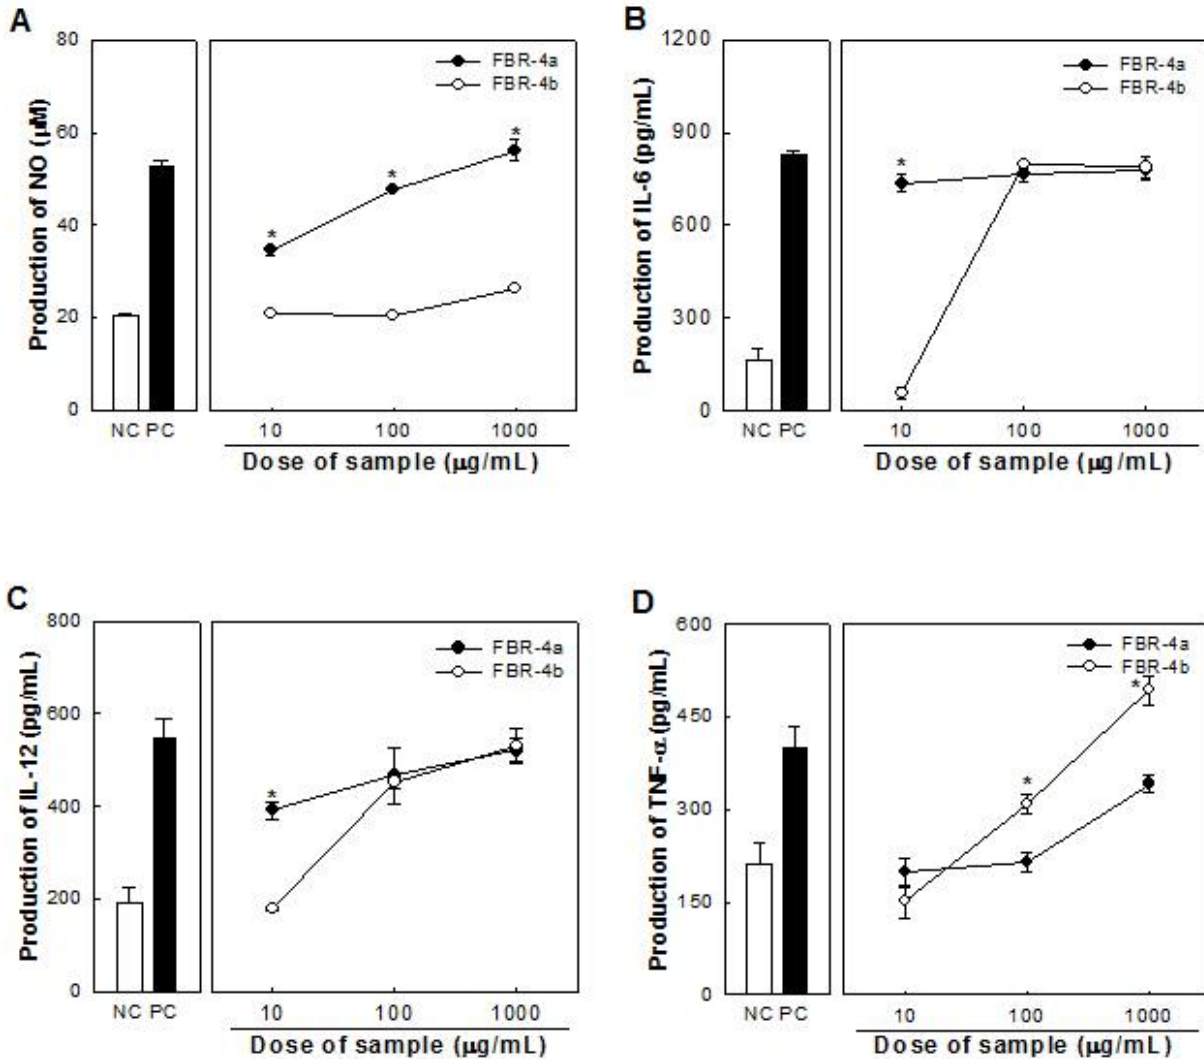 A
Production of NO (µM)
80
60
40
20
0
NC PC
FBR-4a
FBR-4b
*
*
*
10 100 1000
Dose of sample (µg/mL)
B
Production of IL-6 (pg/mL)
1200
900
600
300
0
NC PC
FBR-4a
FBR-4b
*
10 100 1000
Dose of sample (µg/mL)
C
Production of IL-12 (pg/mL)
800
600
400
200
0
NC PC
FBR-4a
FBR-4b
*
10 100 1000
Dose of sample (µg/mL)
D
Production of TNF-α (pg/mL)
600
450
300
150
0
NC PC
FBR-4a
FBR-4b
*
*
10 100 1000
Dose of sample (µg/mL)